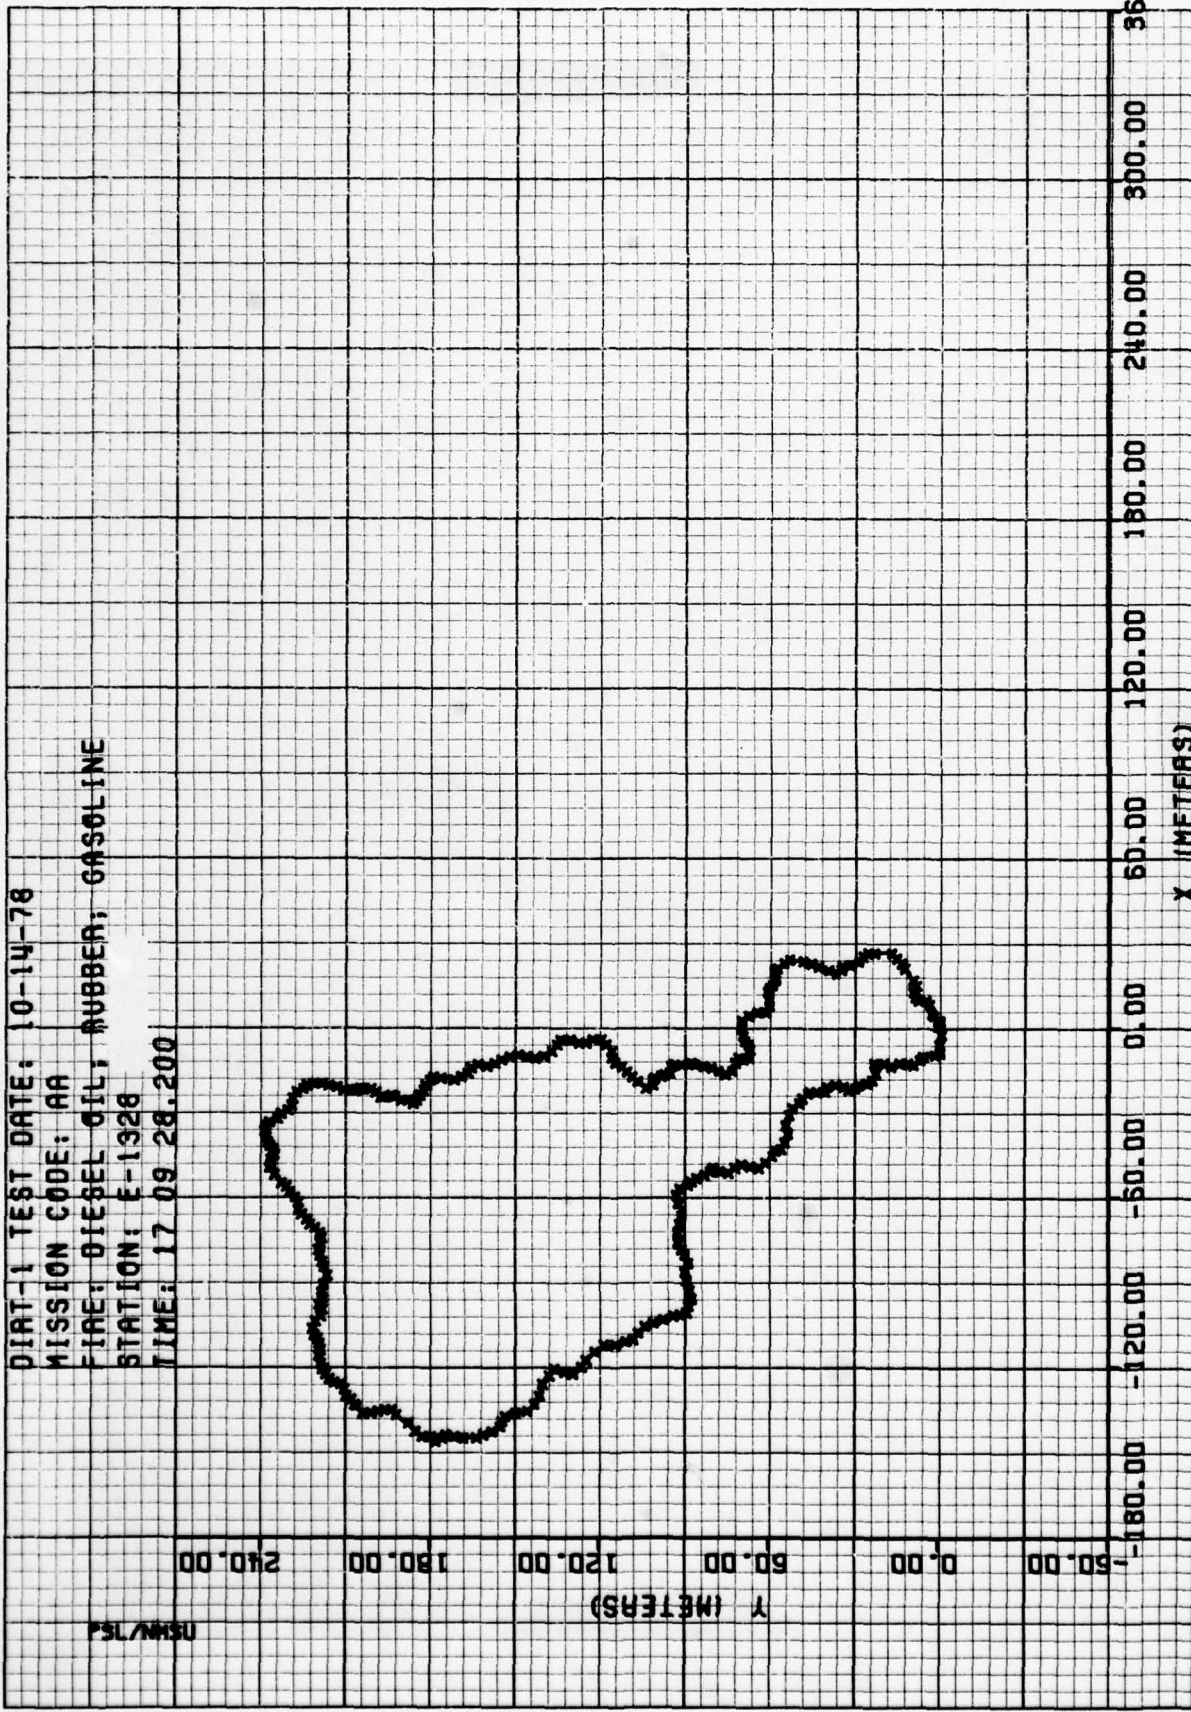 DIRT-1 TEST DATE: 10-14-78
MISSION CODE: AA
FIRE: DIESEL OIL; RUBBER; GASOLINE
STATION: E-1328
TIME: 17 09 28.200
PSL/NMSU
Y (METERS)
240.00
180.00
120.00
60.00
0.00
-60.00
-180.00 -120.00 -60.00 0.00 60.00 120.00 180.00 240.00 300.00 36
X (METERS)